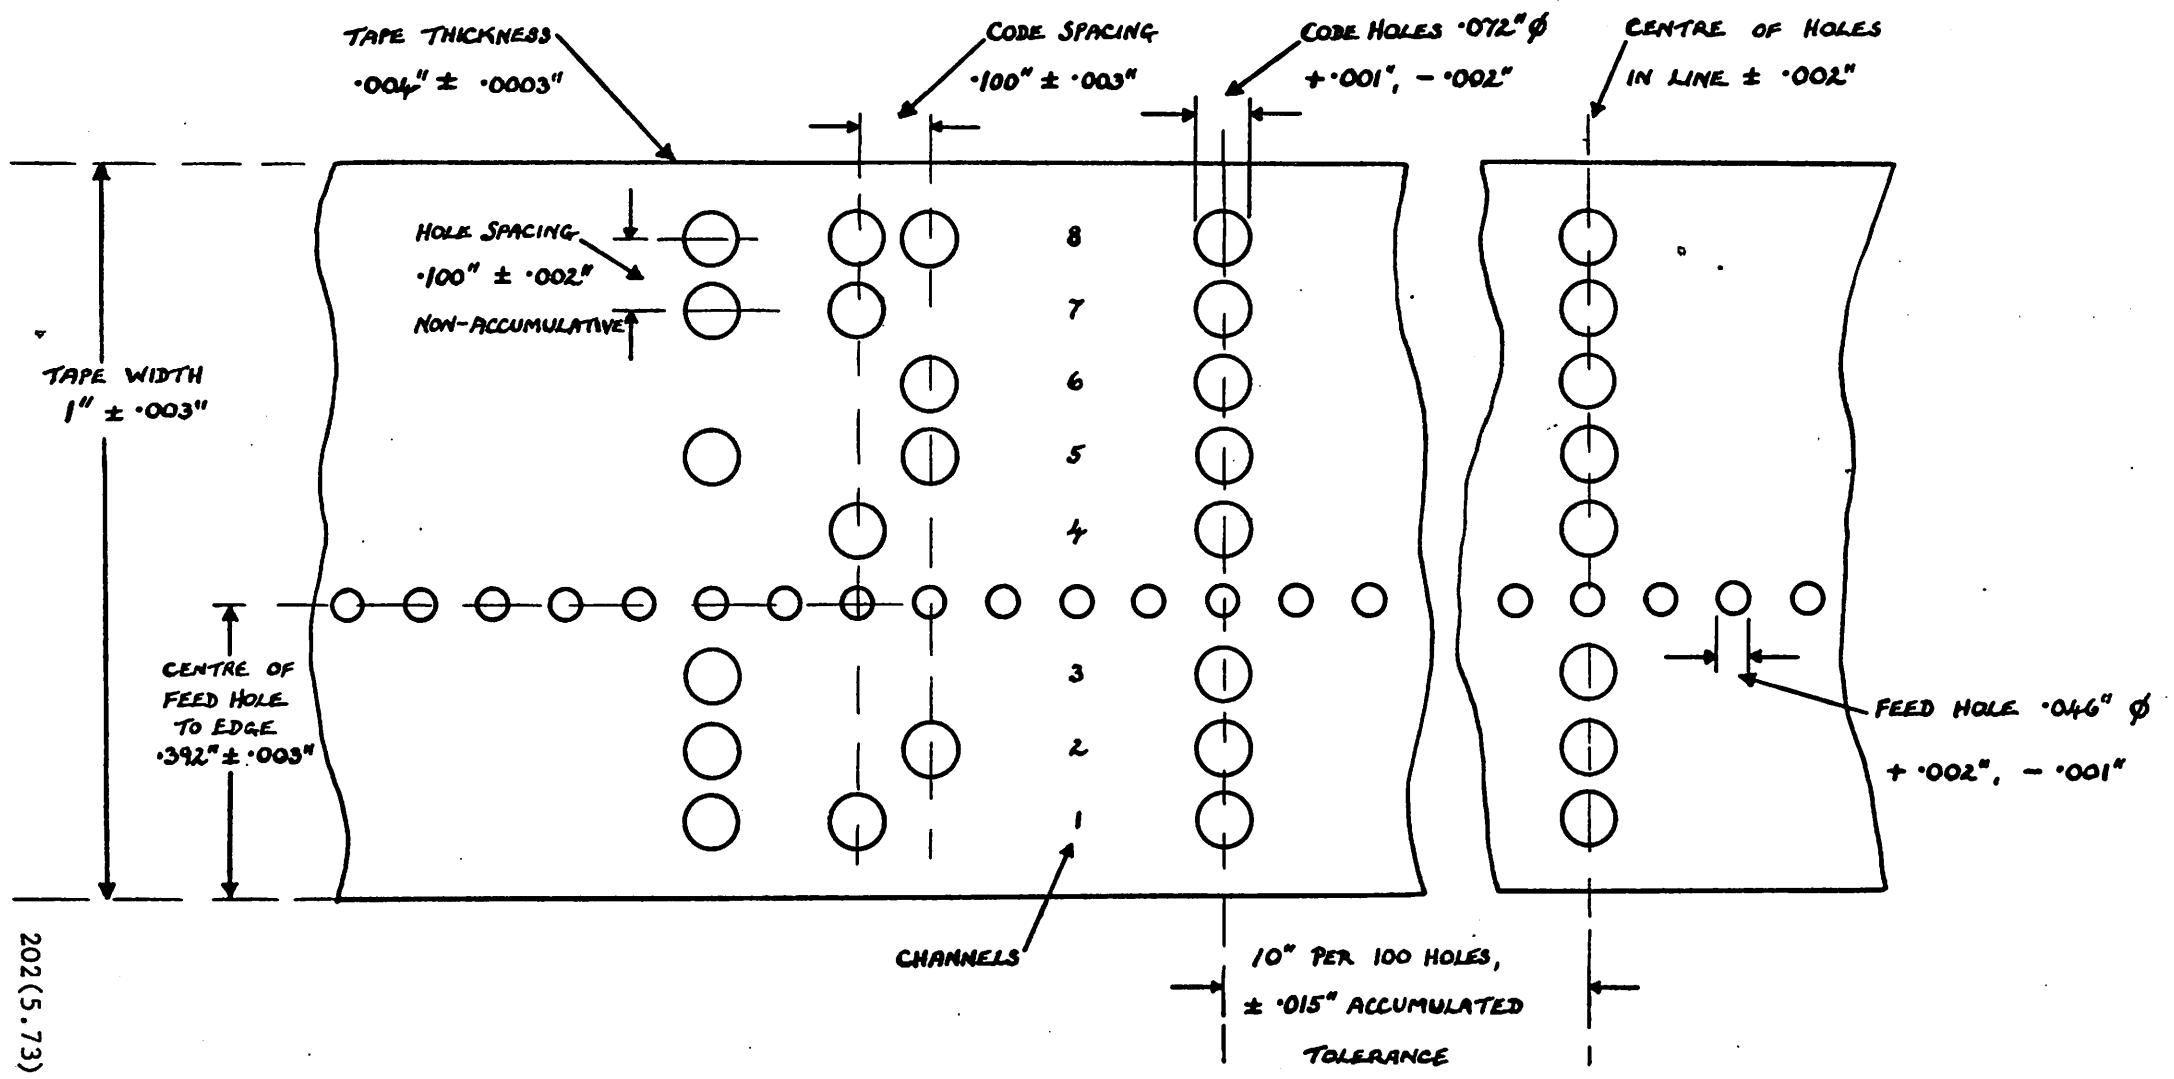 TAPE THICKNESS
·004" ± ·0003"
CODE SPACING
·100" ± ·003"
CODE HOLES ·072" ϕ
+·001", - ·002"
CENTRE OF HOLES
IN LINE ± ·002"
HOLE SPACING
·100" ± ·002"
NON-ACCUMULATIVE
TAPE WIDTH
1" ± ·003"
8
7
6
5
4
3
2
1
CENTRE OF
FEED HOLE
TO EDGE
·392" ± ·003"
FEED HOLE ·046" ϕ
+ ·002", - ·001"
CHANNELS
10" PER 100 HOLES,
± ·015" ACCUMULATED
TOLERANCE
202(5.73)